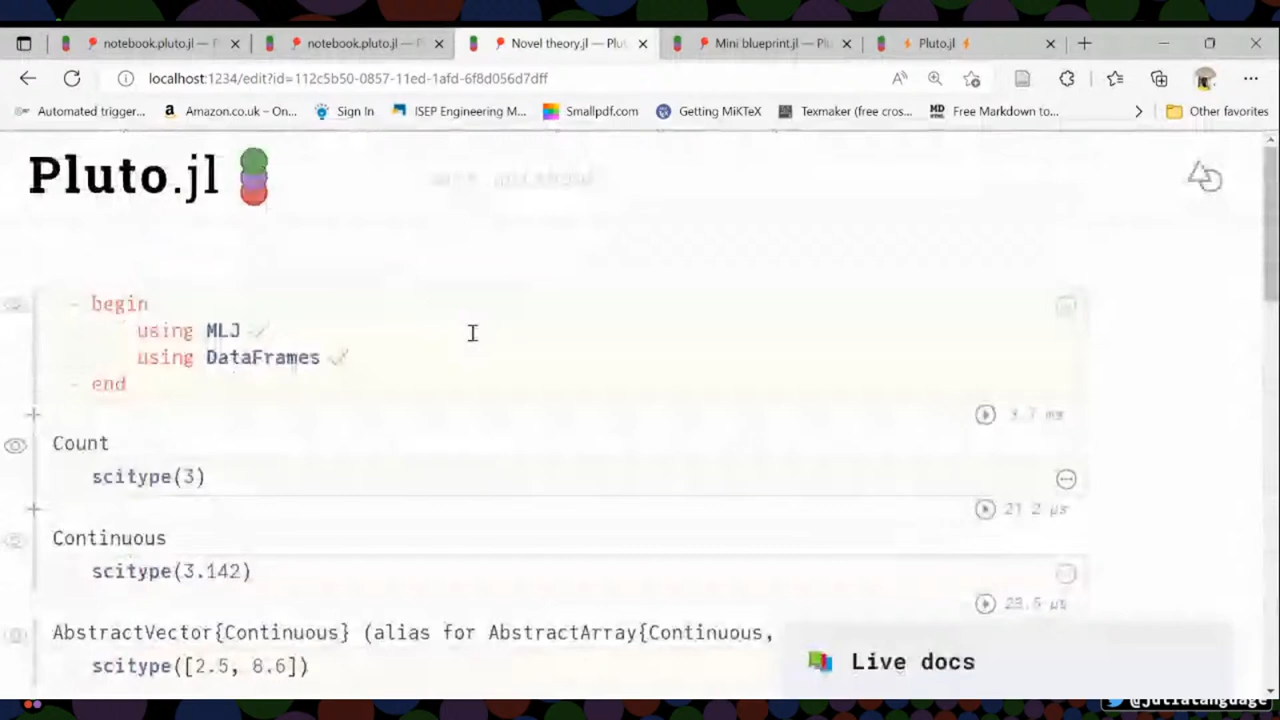 notebook.pluto.jl —
notebook.pluto.jl —
Novel theory.jl — Plut
Mini blueprint.jl — Plu
Pluto.jl
localhost:1234/edit?id=112c5b50-0857-11ed-1afd-6f8d056d7dff
Automated trigger...
Amazon.co.uk – On...
Sign In
ISEP Engineering M...
Smallpdf.com
Getting MiKTeX
Texmaker (free cros...
MD
Free Markdown to...
Other favorites
Pluto.jl
begin
using MLJ
using DataFrames
end
Count
scitype(3)
21.2 μs
Continuous
scitype(3.142)
AbstractVector{Continuous} (alias for AbstractArray{Continuous,
scitype([2.5, 8.6])
Live docs
@julialanguage